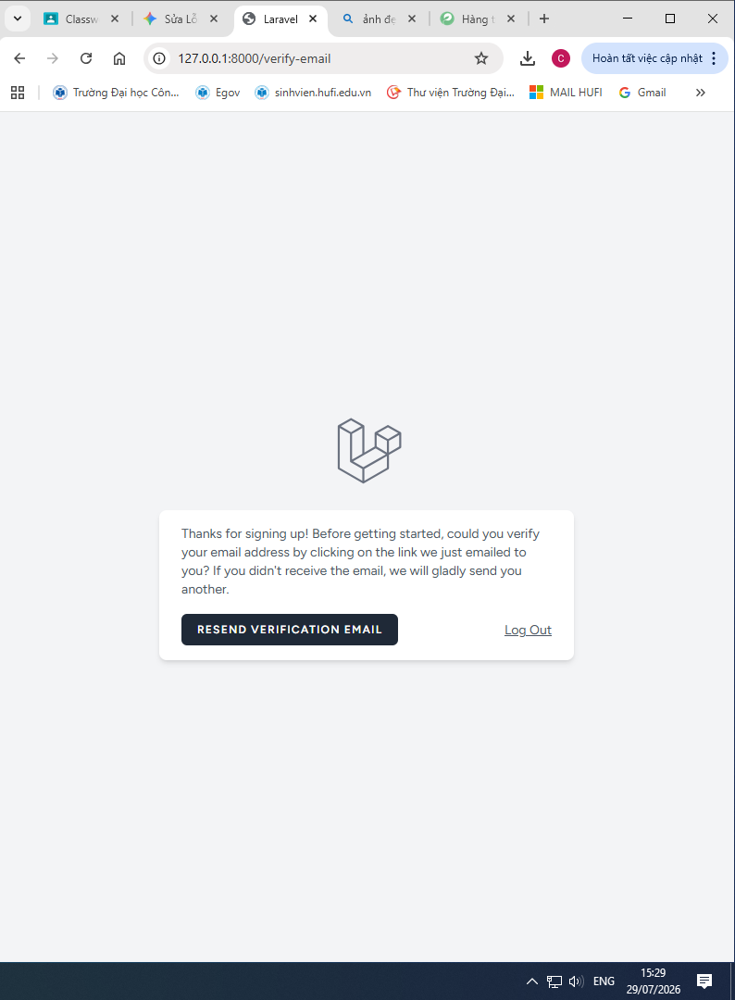 Classw
Sửa Lỗ
Laravel
ảnh đẹ
Hàng t
127.0.0.1:8000/verify-email
C
Hoàn tất việc cập nhật
Trường Đại học Côn...
Egov
sinhvien.hufi.edu.vn
Thư viện Trường Đại...
MAIL HUFI
Gmail
Thanks for signing up! Before getting started, could you verify
your email address by clicking on the link we just emailed to
you? If you didn't receive the email, we will gladly send you
another.
RESEND VERIFICATION EMAIL
Log Out
ENG
15:29
29/07/2026